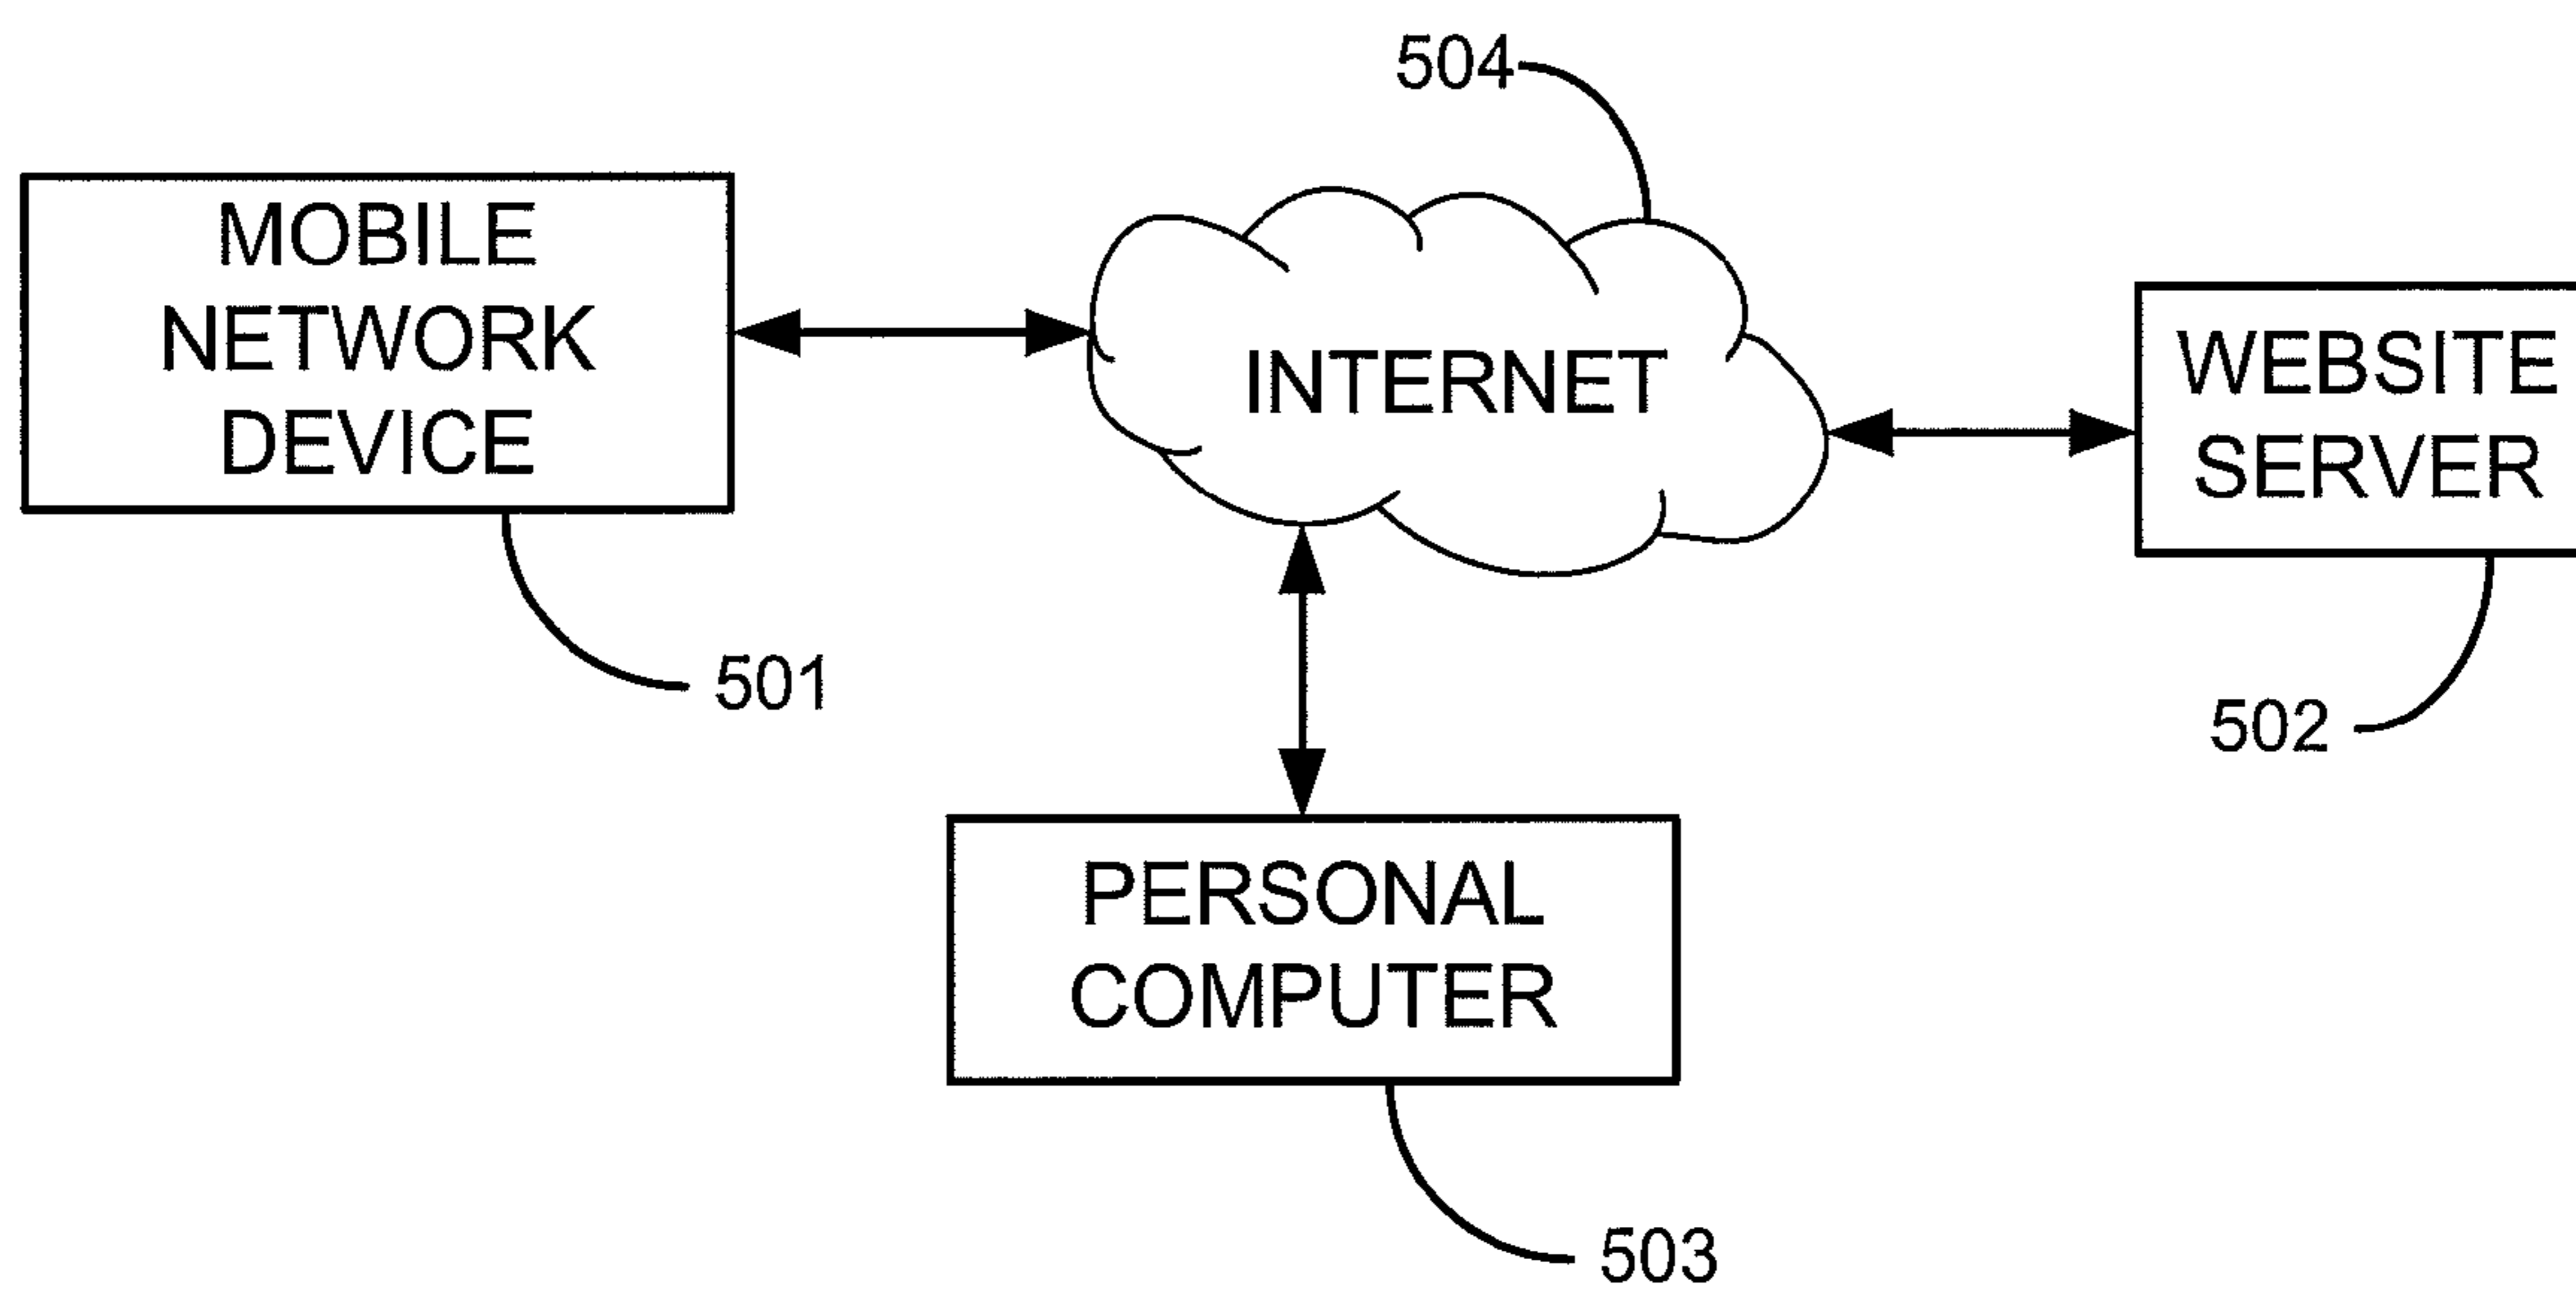 504
MOBILE
NETWORK
DEVICE
INTERNET
WEBSITE
SERVER
501
502
PERSONAL
COMPUTER
503